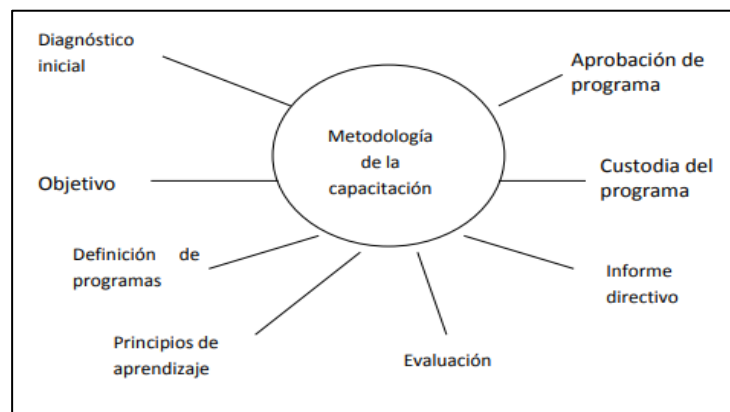 Diagnóstico
inicial
Objetivo
Definición de
programas
Principios de
aprendizaje
Evaluación
Informe
directivo
Custodia del
programa
Aprobación de
programa
Metodología
de la
capacitación